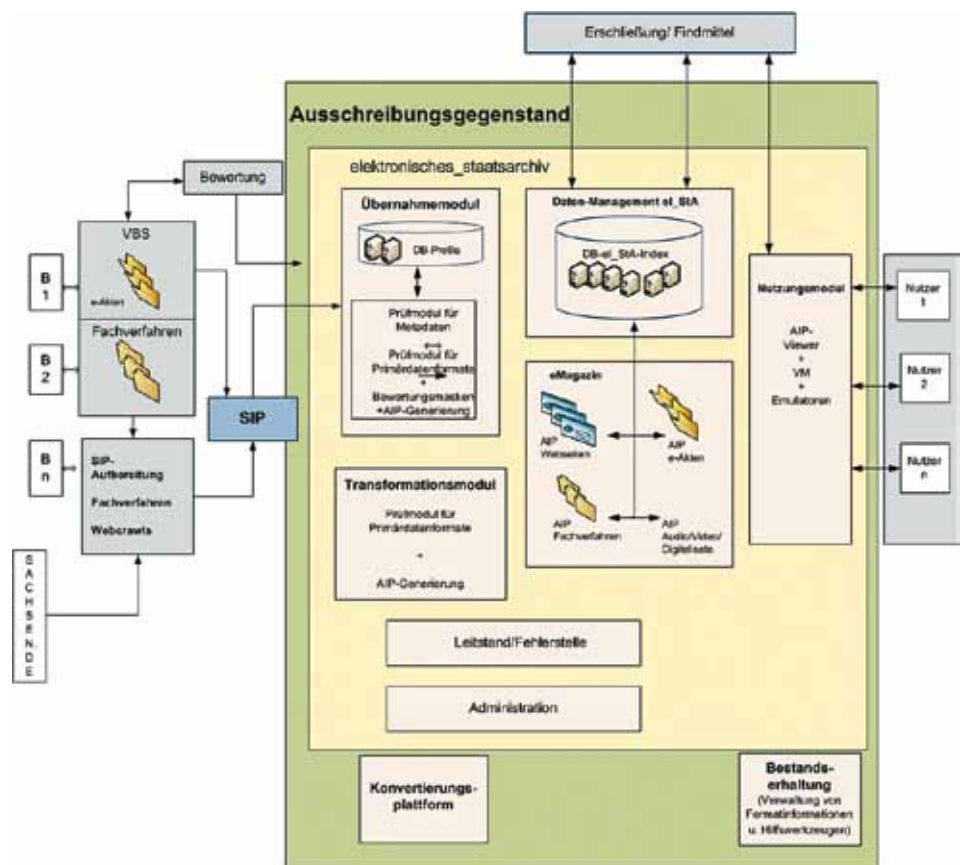 Erschließung/ Findmittel
Ausschreibungsgegenstand
elektronisches_staatsarchiv
Bewertung
VBS
e-Akten
Fachverfahren
B
1
B
2
B
n
SIP-
Aufbereitung
Fachverfahren
Webcrawls
SACHSENDE
SIP
Übernahmemodul
DB-Profile
Prüfmodul für
Metadaten
Prüfmodul für
Primärdatenformate
+
Bewertungsmasken
+AIP-Generierung
Transformationsmodul
Prüfmodul für
Primärdatenformate
+
AIP-Generierung
Daten-Management el_StA
DB-el_StA-Index
eMagazin
AIP
Webseiten
AIP
e-Akten
AIP
Fachverfahren
AIP
Audio/Video/
Digitalisate
Nutzungsmodul
AIP-
Viewer
+
VM
+
Emulatoren
Nutzer
1
Nutzer
2
Nutzer
n
Leitstand/Fehlerstelle
Administration
Konvertierungs-
plattform
Bestands-
erhaltung
(Verwaltung von
Formatinformationen
u. Hilfswerkzeugen)